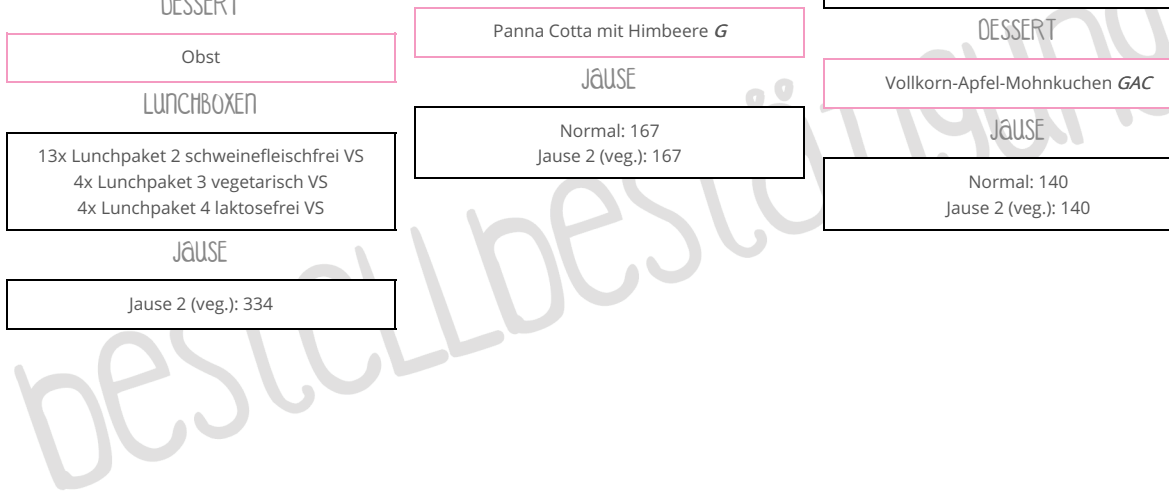 DESSERT
Obst
LUNCHBOXEN
13x Lunchpaket 2 schweinefleischfrei VS
4x Lunchpaket 3 vegetarisch VS
4x Lunchpaket 4 laktosefrei VS
JAUSE
Jause 2 (veg.): 334
Panna Cotta mit Himbeere G
JAUSE
Normal: 167
Jause 2 (veg.): 167
DESSERT
Vollkorn-Apfel-Mohnkuchen GAC
JAUSE
Normal: 140
Jause 2 (veg.): 140